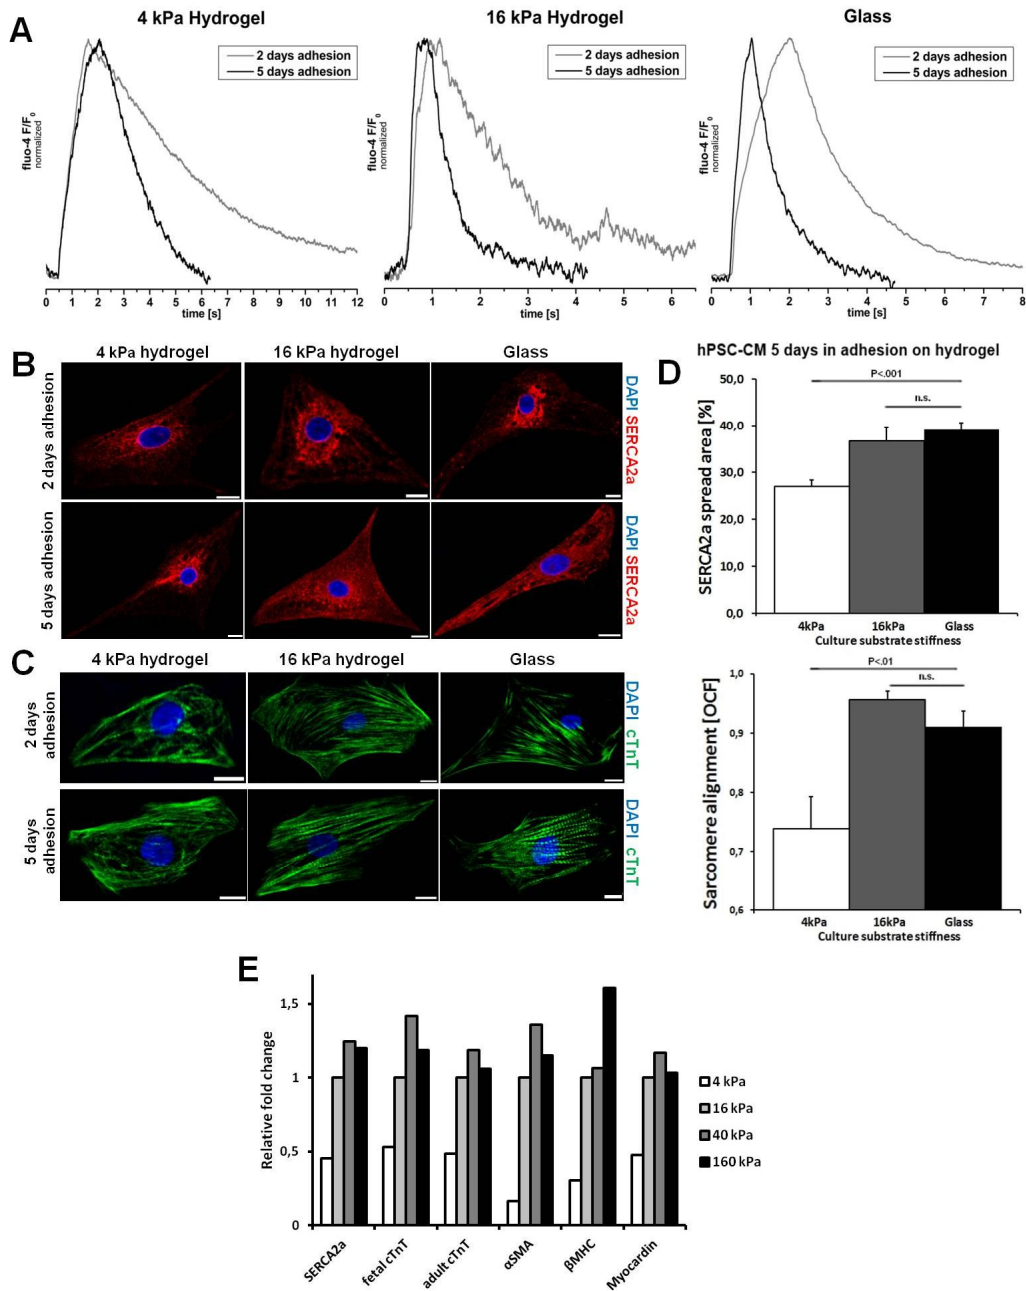 A
4 kPa Hydrogel
16 kPa Hydrogel
Glass
2 days adhesion
5 days adhesion
2 days adhesion
5 days adhesion
2 days adhesion
5 days adhesion
fluo-4 F/F0
normalized
fluo-4 F/F0
normalized
fluo-4 F/F0
normalized
0 1 2 3 4 5 6 7 8 9 10 11 12
0 1 2 3 4 5 6
0 1 2 3 4 5 6 7 8
time [s]
time [s]
time [s]
B
4 kPa hydrogel
16 kPa hydrogel
Glass
2 days adhesion
DAPI SERCA2a
5 days adhesion
DAPI SERCA2a
C
4 kPa hydrogel
16 kPa hydrogel
Glass
2 days
adhesion
DAPI cTnT
5 days
adhesion
DAPI cTnT
D
hPSC-CM 5 days in adhesion on hydrogel
P<.001
n.s.
SERCA2a spread area [%]
50,0
40,0
30,0
20,0
10,0
0,0
4kPa 16kPa Glass
Culture substrate stiffness
P<.01
n.s.
Sarcomere alignment [OCF]
1,0
0,9
0,8
0,7
0,6
4kPa 16kPa Glass
Culture substrate stiffness
E
Relative fold change
1,5
1
0,5
0
SERCA2a
fetal cTnT
adult cTnT
αSMA
βMHC
Myocardin
4 kPa
16 kPa
40 kPa
160 kPa